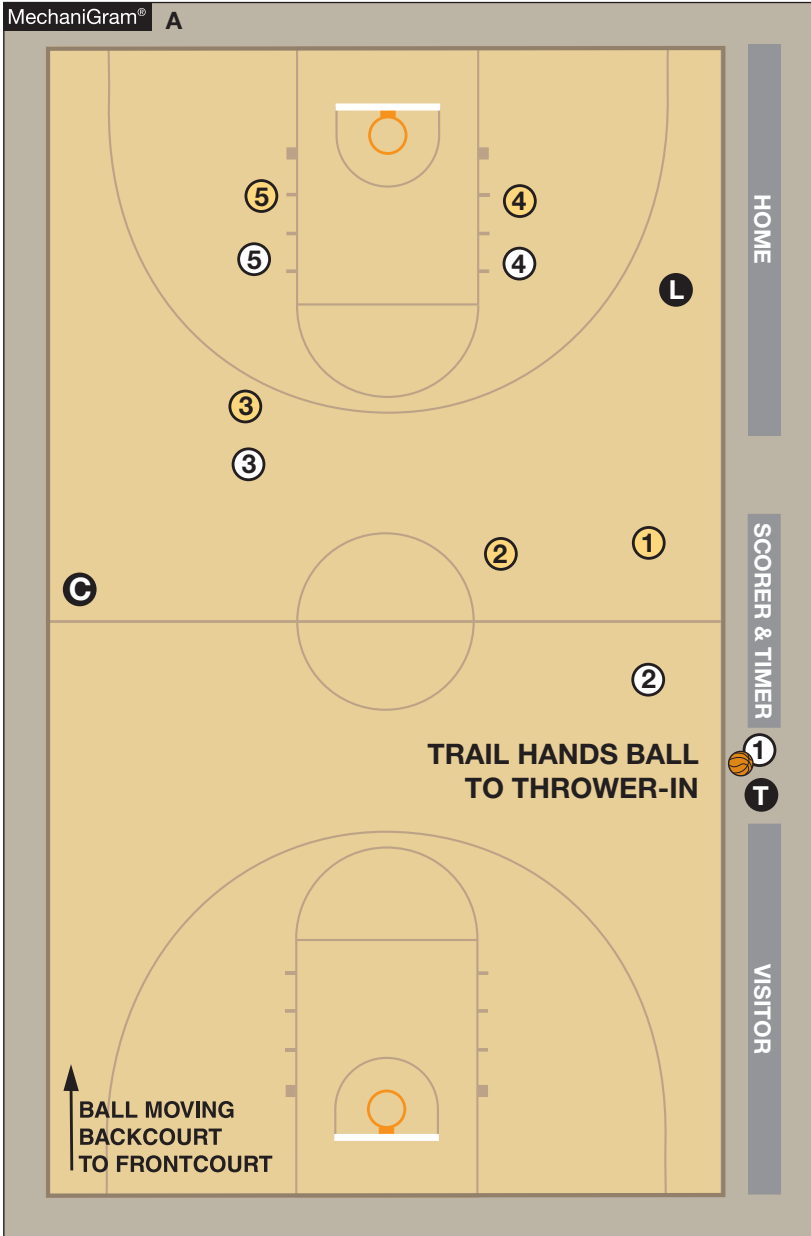 MechaniGram® A
5
4
5
4
HOME
L
3
3
1
2
SCORER & TIMER
C
2
1
TRAIL HANDS BALL
TO THROWER-IN
T
VISITOR
BALL MOVING
BACKCOURT
TO FRONTCOURT